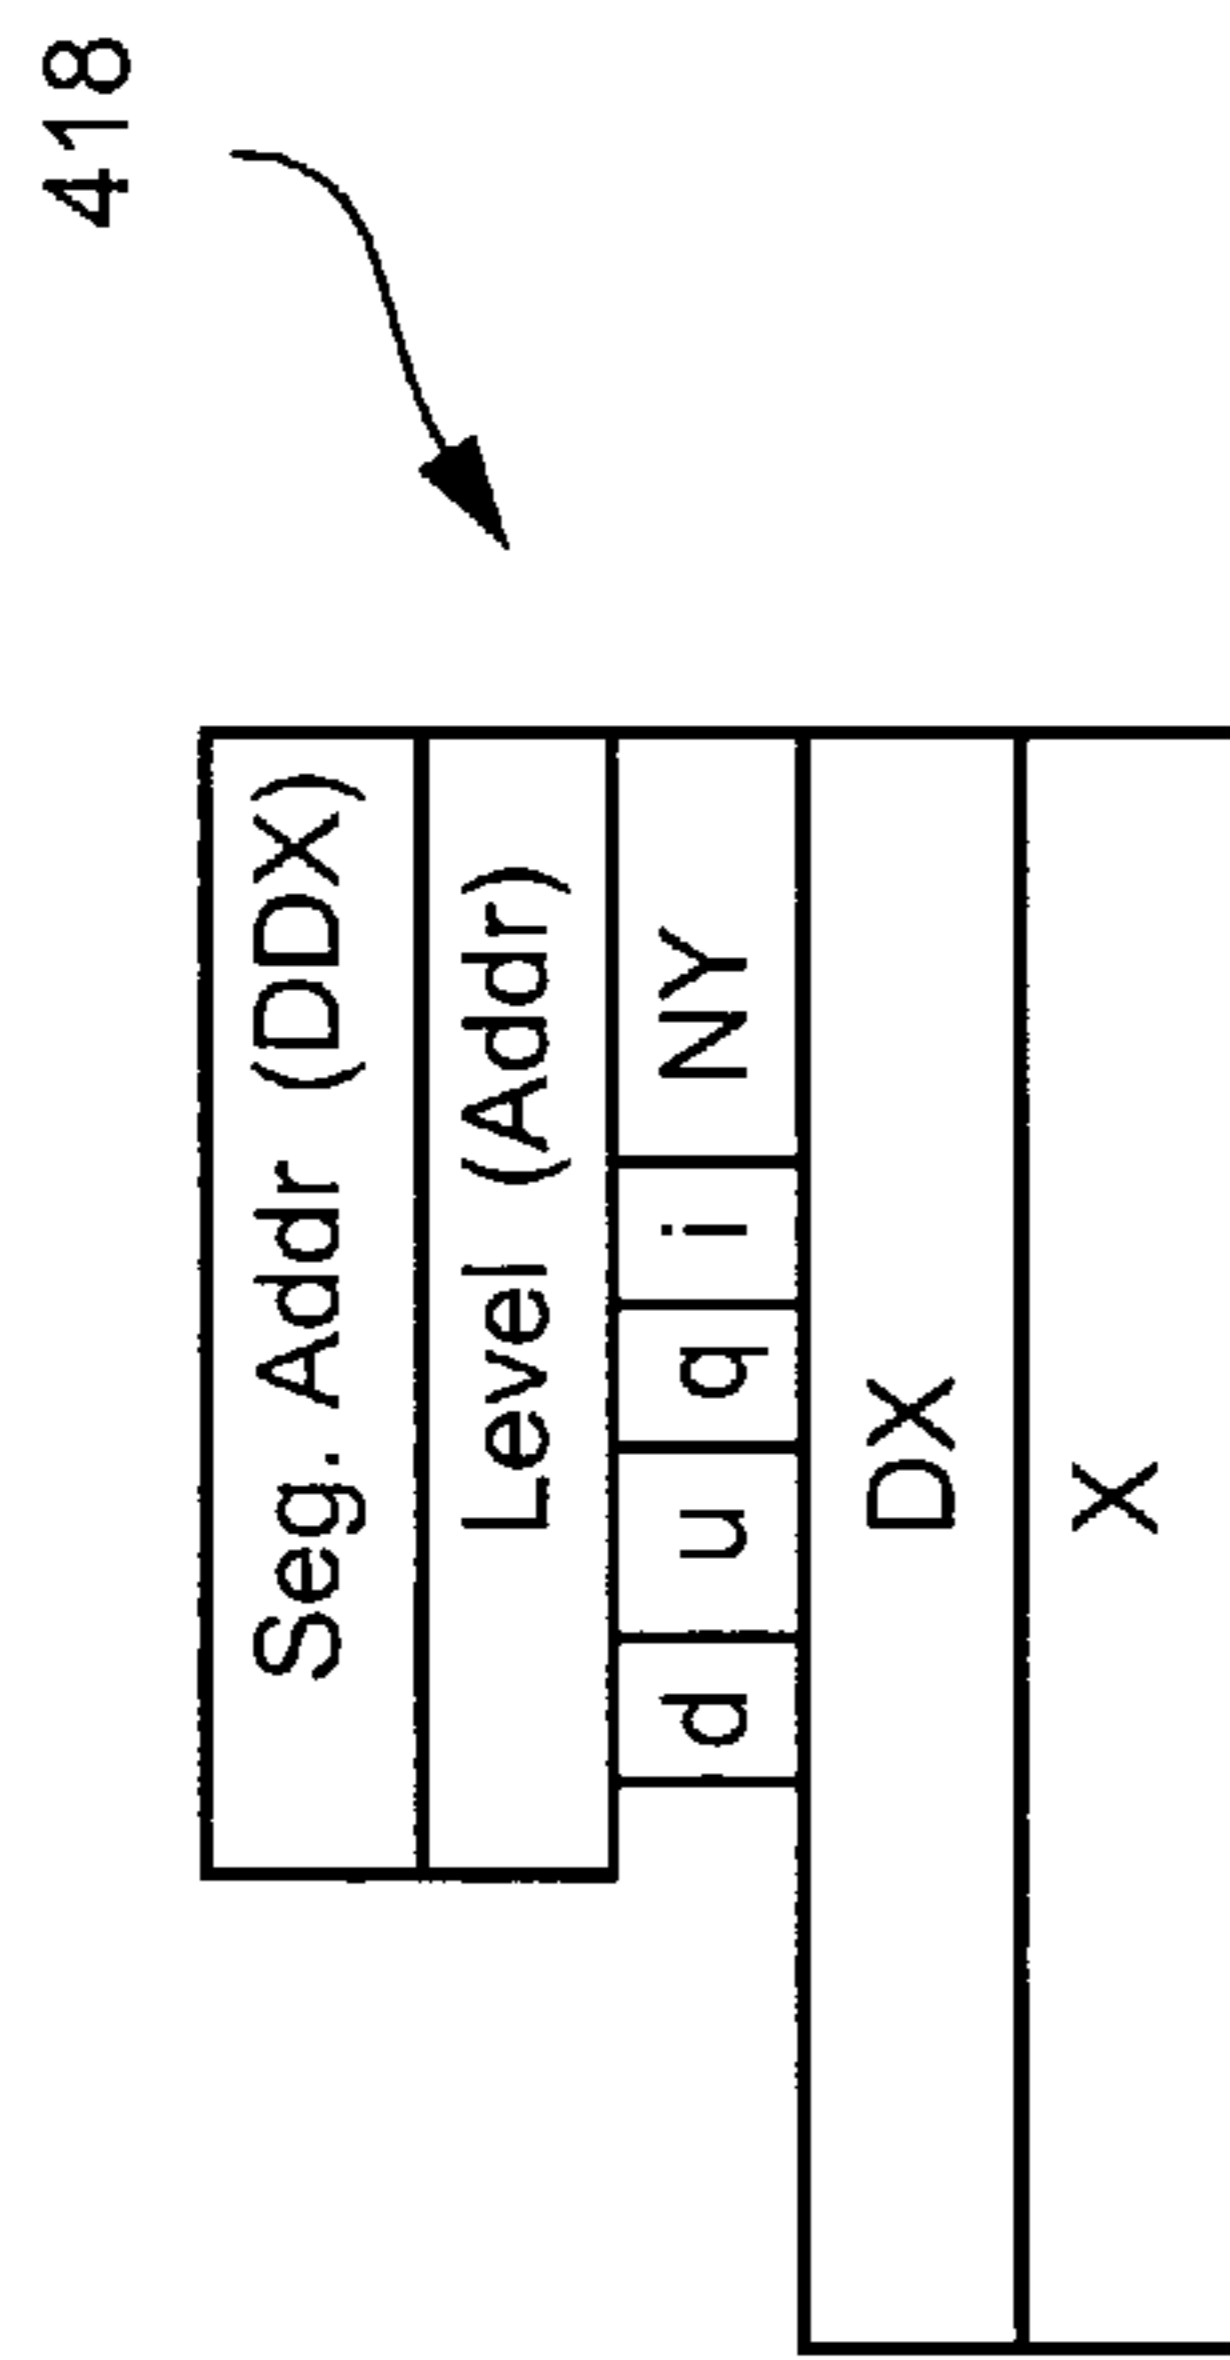 418
Seg. Addr (DDX)
Level (Addr)
d u q i NY
DX
X